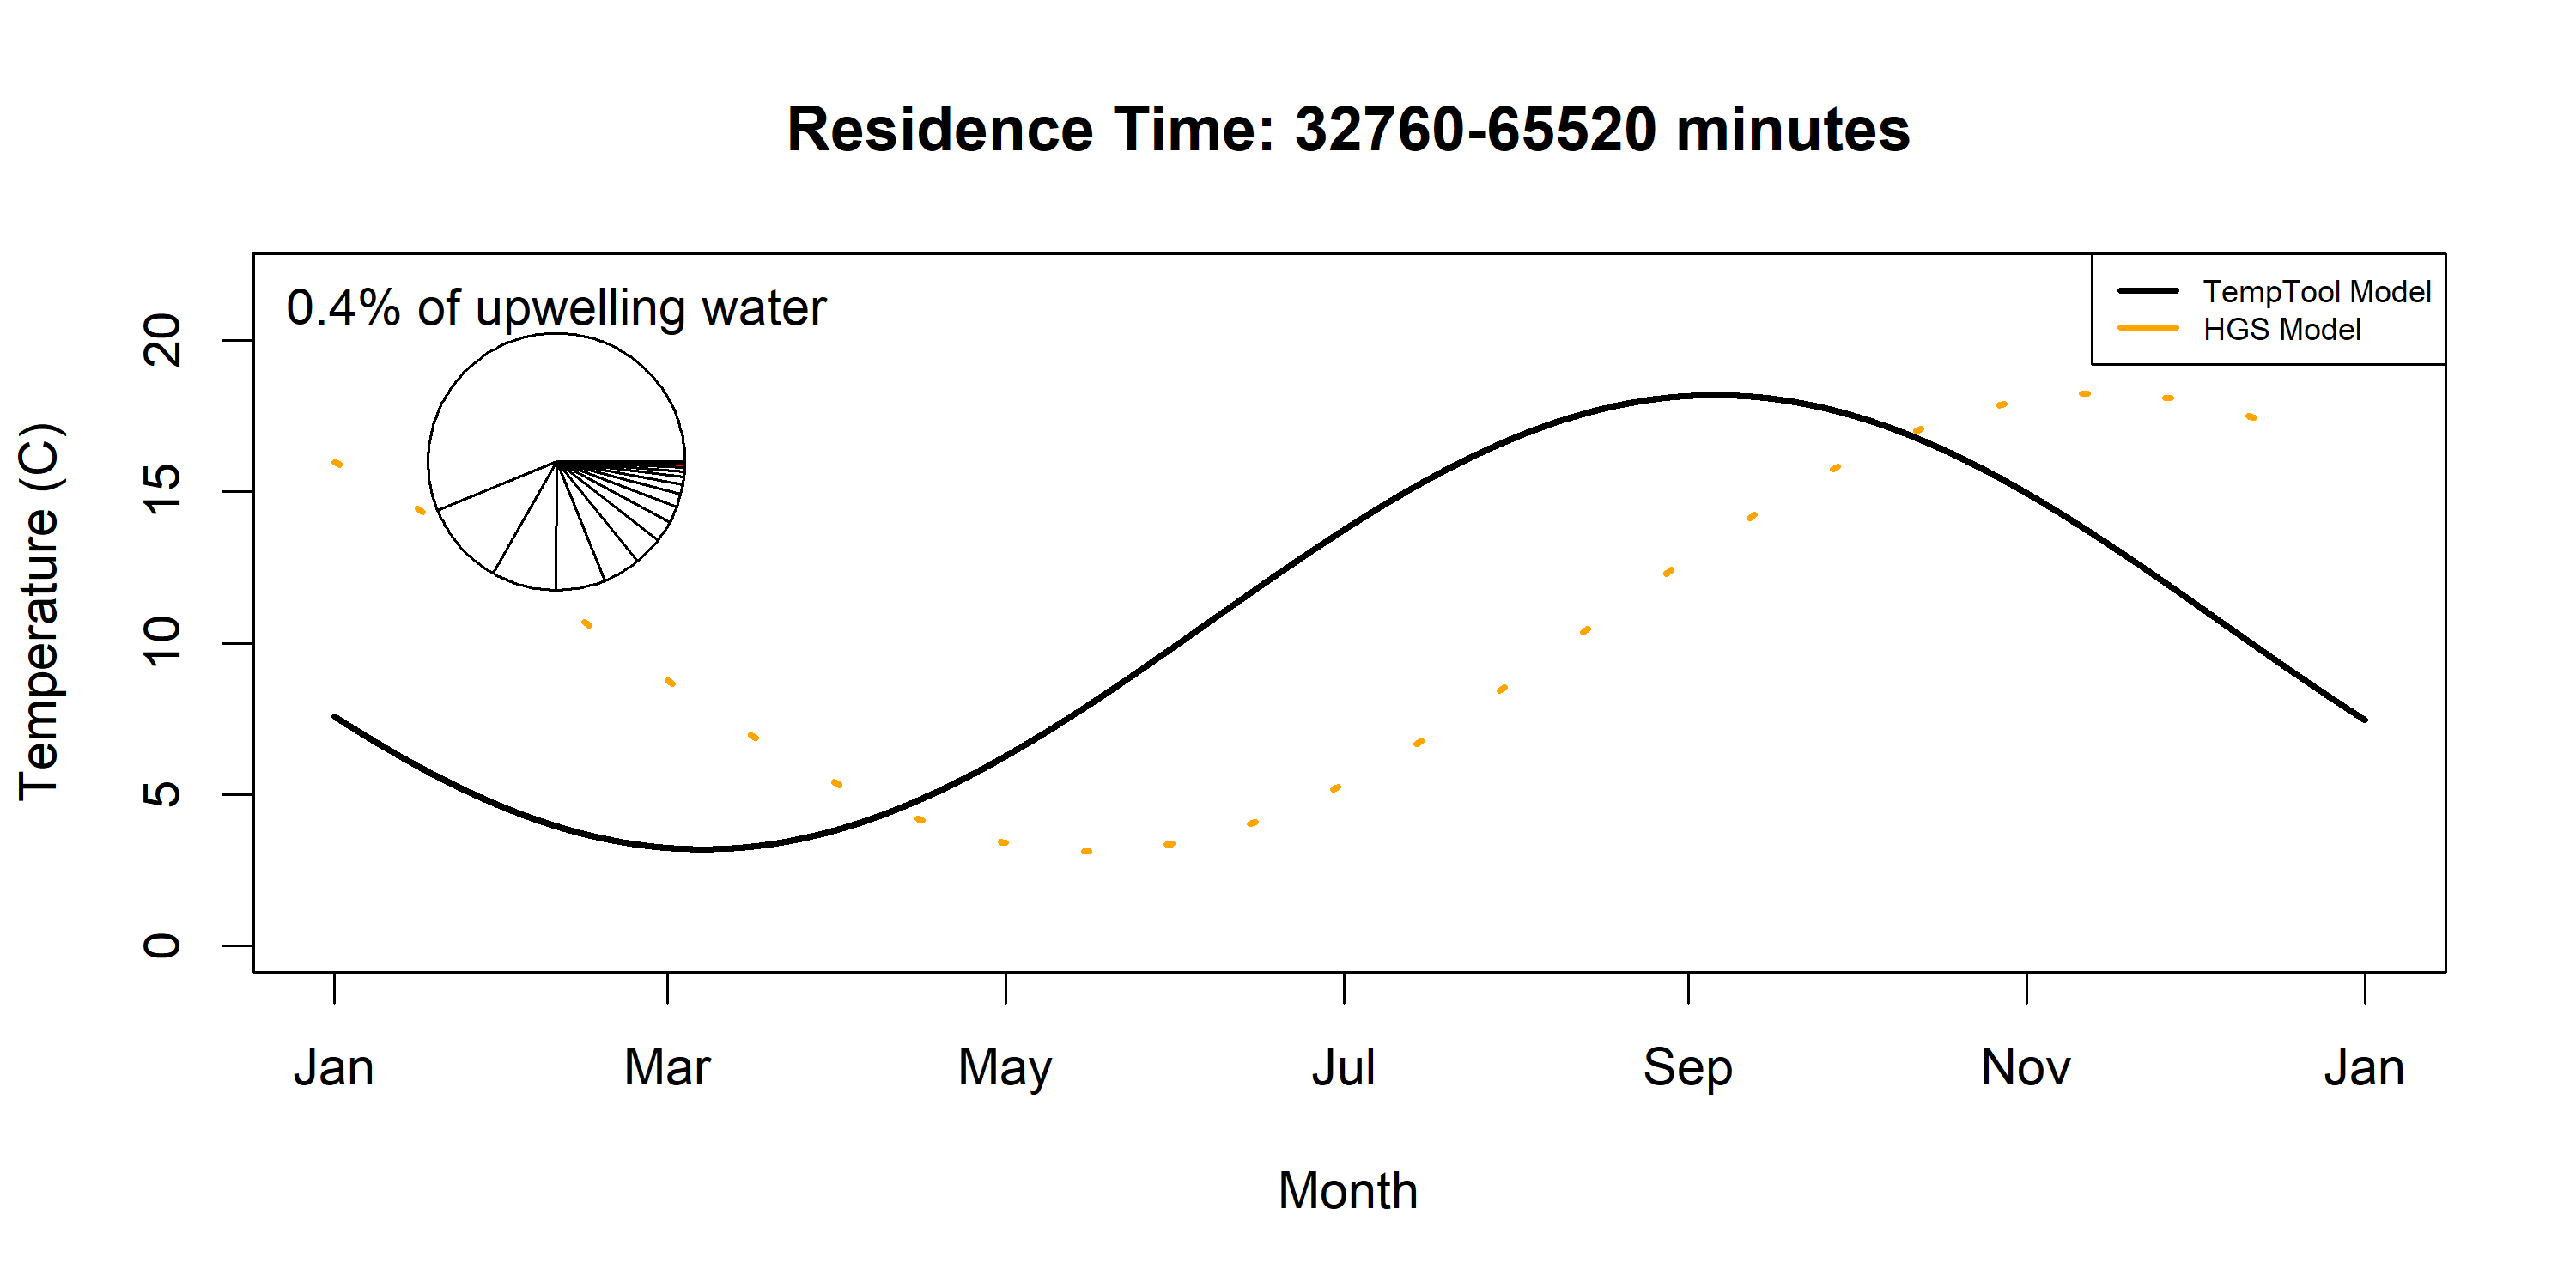 Residence Time: 32760-65520 minutes
0.4% of upwelling water
TempTool Model
HGS Model
Temperature (C)
20
15
10
5
0
Jan Mar May Jul Sep Nov Jan
Month